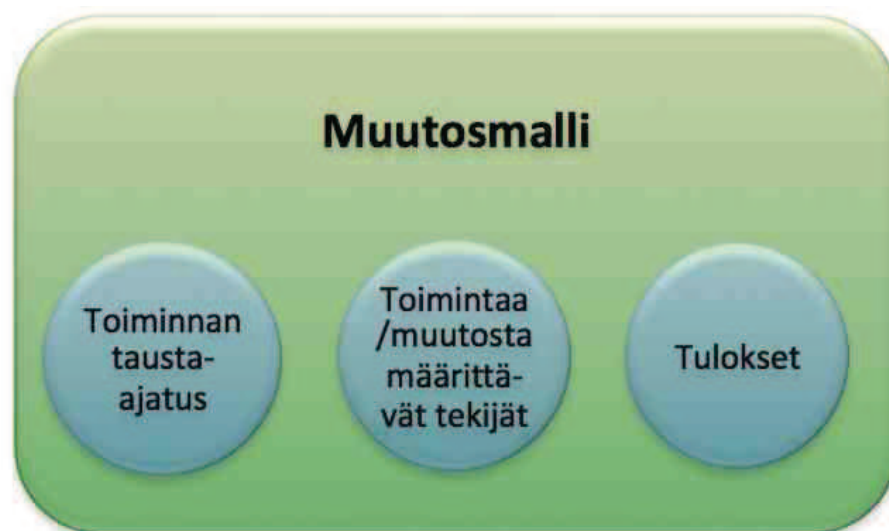 Muutosmalli
Toiminnan
tausta-
ajatus
Toimintaa
/muutosta
määrittä-
vät tekijät
Tulokset